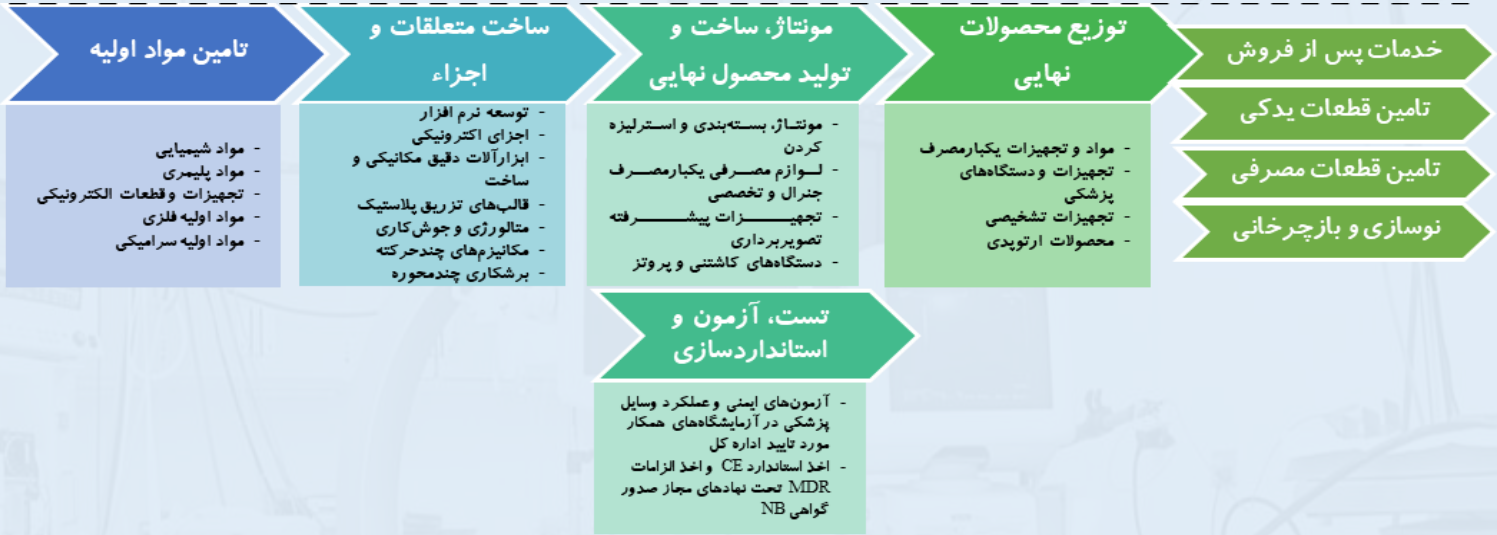 تامین مواد اولیه
- مواد شیمیایی
- مواد پلیمری
- تجهیزات و قطعات الکترونیکی
- مواد اولیه فلزی
- مواد اولیه سرامیکی
ساخت متعلقات و
اجزاء
- توسعه نرم افزار
- اجزای اکترونیکی
- ابزارآلات دقیق مکانیکی و
ساخت
- قالب‌های تزریق پلاستیک
- متالورژی و جوش‌کاری
- مکانیزم‌های چندحرکته
- برشکاری چندمحوره
مونتاژ، ساخت و
تولید محصول نهایی
- مونتاژ، بسته‌بندی و استرلیزه
کردن
- لوازم مصرفی یکبارمصرف
جنرال و تخصصی
- تجهیزات پیشرفته
تصویربرداری
- دستگاه‌های کاشتنی و پروتز
تست، آزمون و
استانداردسازی
- آزمون‌های ایمنی و عملکرد وسایل
پزشکی در آزمایشگاه‌های همکار
مورد تایید اداره کل
- اخذ استاندارد CE و اخذ الزامات
MDR تحت نهادهای مجاز صدور
گواهی NB
توزیع محصولات
نهایی
- مواد و تجهیزات یکبارمصرف
- تجهیزات و دستگاه‌های
پزشکی
- تجهیزات تشخیصی
- محصولات ارتوپدی
خدمات پس از فروش
تامین قطعات یدکی
تامین قطعات مصرفی
نوسازی و بازچرخانی